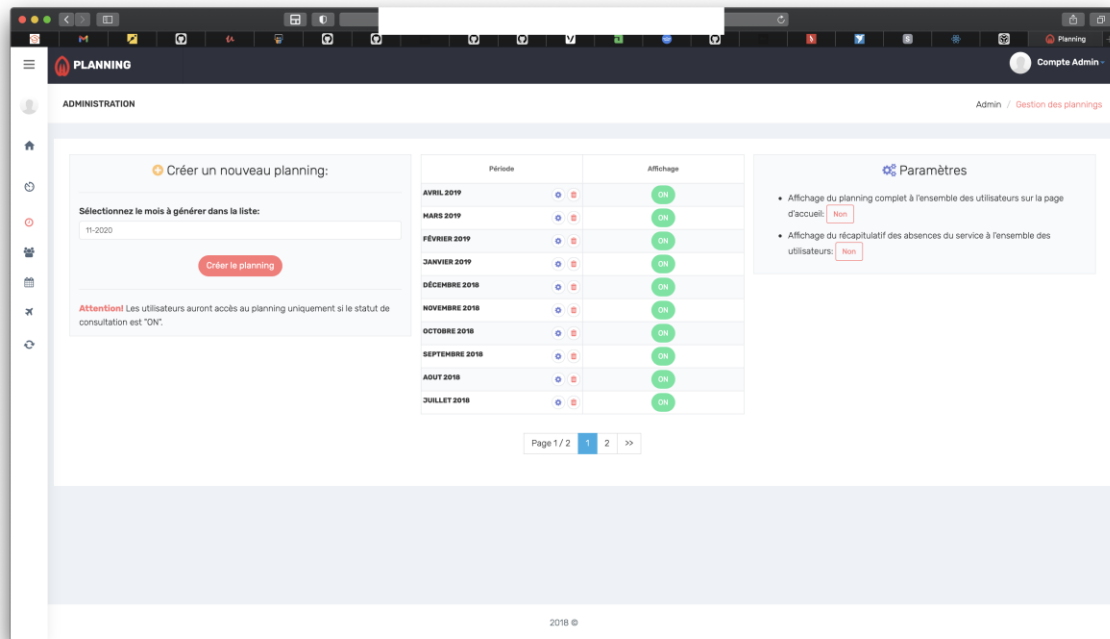 Planning
PLANNING
Compte Admin
ADMINISTRATION
Admin / Gestion des plannings
Créer un nouveau planning:
Sélectionnez le mois à générer dans la liste:
11-2020
Créer le planning
Attention! Les utilisateurs auront accès au planning uniquement si le statut de
consultation est "ON".
Période Affichage
AVRIL 2019 ON
MARS 2019 ON
FÉVRIER 2019 ON
JANVIER 2019 ON
DÉCEMBRE 2018 ON
NOVEMBRE 2018 ON
OCTOBRE 2018 ON
SEPTEMBRE 2018 ON
AOUT 2018 ON
JUILLET 2018 ON
Page 1 / 2 1 2 >>
Paramètres
Affichage du planning complet à l'ensemble des utilisateurs sur la page
d'accueil: Non
Affichage du récapitulatif des absences du service à l'ensemble des
utilisateurs: Non
2018 ©